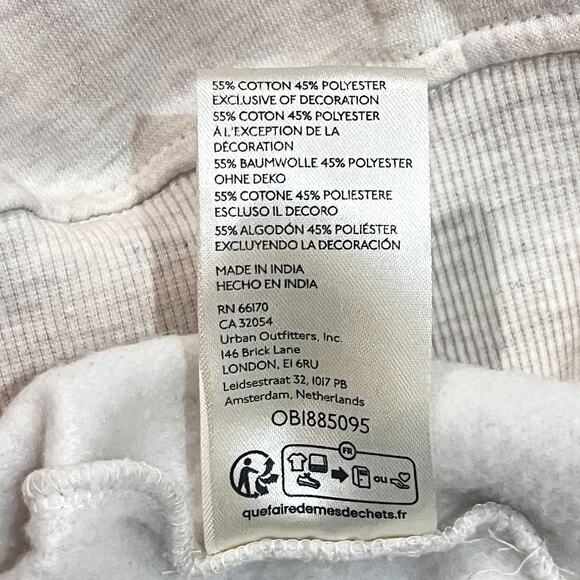 55% COTTON 45% POLYESTER
EXCLUSIVE OF DECORATION
55% COTON 45% POLYESTER
À L'EXCEPTION DE LA
DÉCORATION
55% BAUMWOLLE 45% POLYESTER
OHNE DEKO
55% COTONE 45% POLIESTERE
ESCLUSO IL DECORO
55% ALGODÓN 45% POLIÉSTER
EXCLUYENDO LA DECORACIÓN
MADE IN INDIA
HECHO EN INDIA
RN 66170
CA 32054
Urban Outfitters, Inc.
146 Brick Lane
LONDON, E1 6RU
Leidsestraat 32, 1017 PB
Amsterdam, Netherlands
OB1885095
FR
ou
quefairedemesdechets.fr